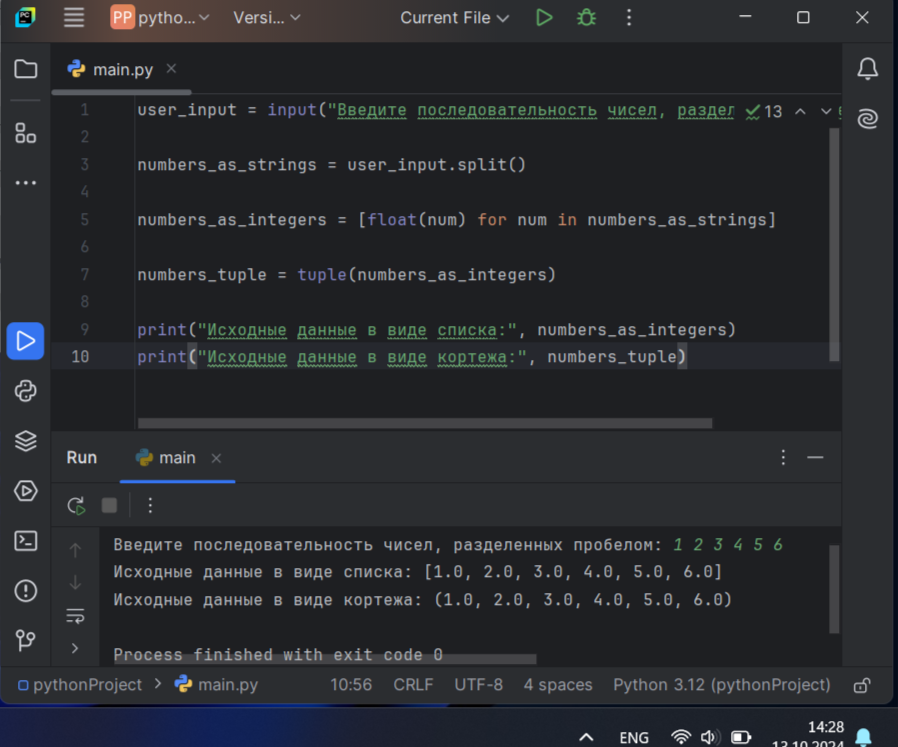 PP pytho... Versi... Current File
main.py
13
1 user_input = input("Введите последовательность чисел, раздел
2
3 numbers_as_strings = user_input.split()
4
5 numbers_as_integers = [float(num) for num in numbers_as_strings]
6
7 numbers_tuple = tuple(numbers_as_integers)
8
9 print("Исходные данные в виде списка:", numbers_as_integers)
10 print("Исходные данные в виде кортежа:", numbers_tuple)
Run main
Введите последовательность чисел, разделенных пробелом: 1 2 3 4 5 6
Исходные данные в виде списка: [1.0, 2.0, 3.0, 4.0, 5.0, 6.0]
Исходные данные в виде кортежа: (1.0, 2.0, 3.0, 4.0, 5.0, 6.0)
Process finished with exit code 0
pythonProject > main.py 10:56 CRLF UTF-8 4 spaces Python 3.12 (pythonProject)
ENG 14:28
13.10.2024